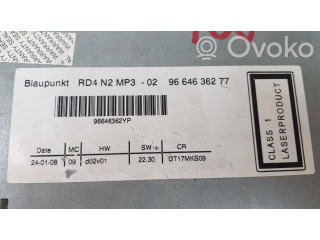 Ovoko
Blaupunkt RD4 N2 MP3 - 02 96 646 362 77
96646362YP
Date MC HW SW CR
24-01-08 09 d02v01 22.30 DT17MKS09
CLASS 1
LASERPRODUCT